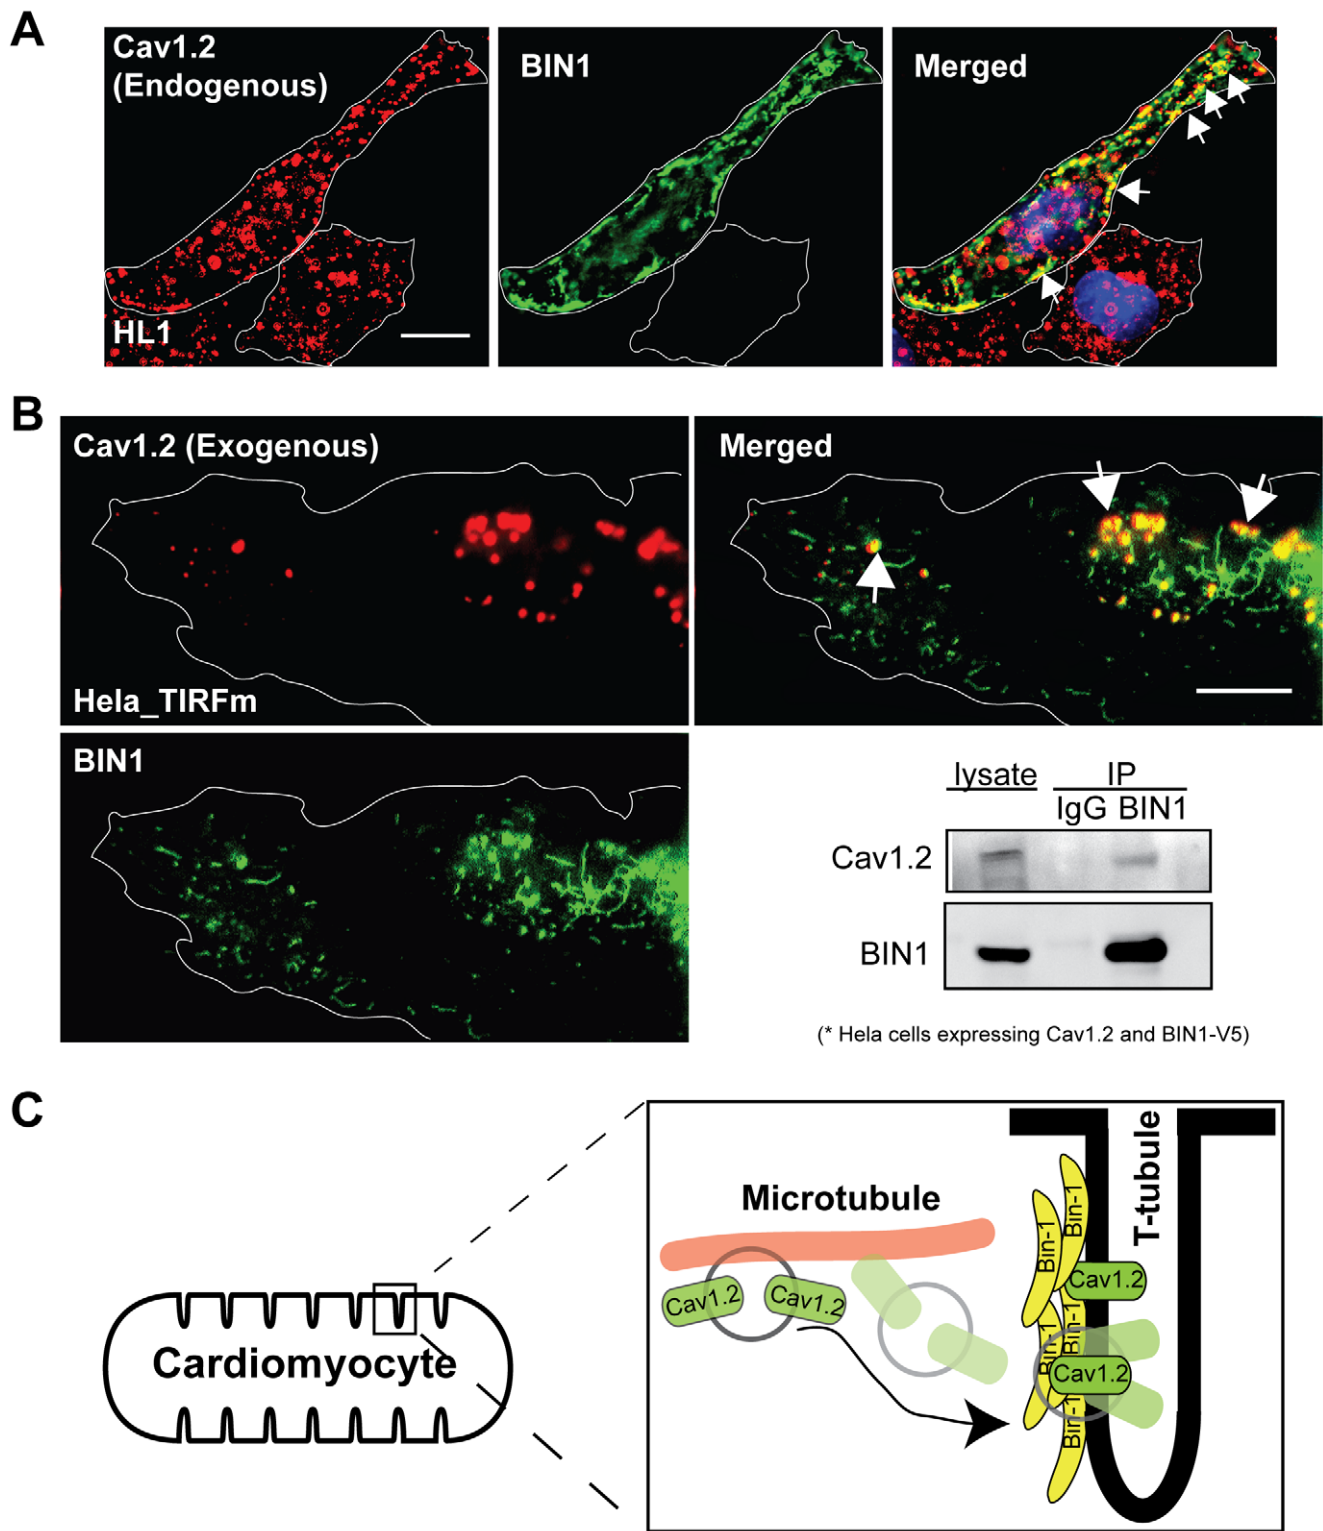 A
Cav1.2
(Endogenous)
BIN1
Merged
HL1
B
Cav1.2 (Exogenous)
Merged
Hela_TIRFm
BIN1
lysate IP
IgG BIN1
Cav1.2
BIN1
(* Hela cells expressing Cav1.2 and BIN1-V5)
C
Cardiomyocyte
Microtubule
T-tubule
Bin-1
Bin-1
Cav1.2
Cav1.2
Cav1.2
Bin-1
Bin-1
Cav1.2
Bin-1